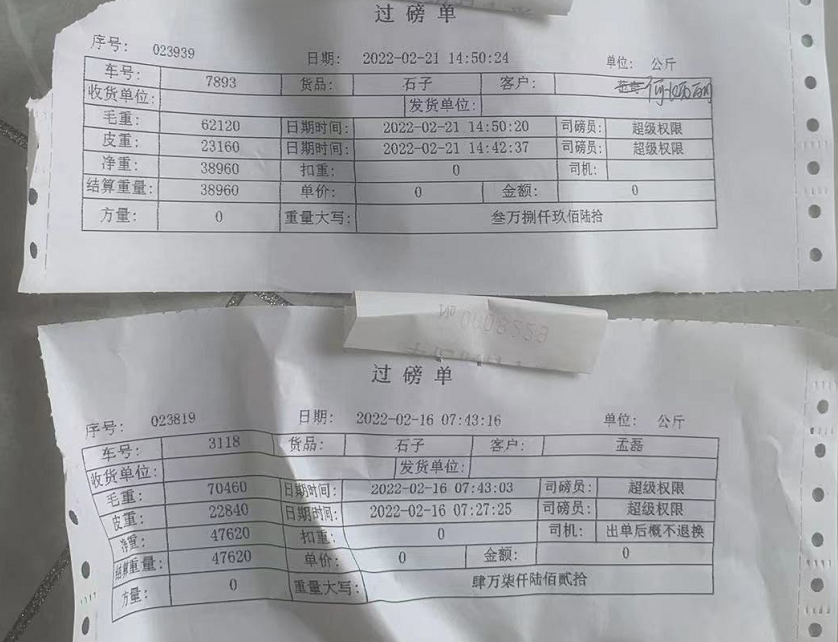 过磅单
序号: 023939 日期: 2022-02-21 14:50:24 单位: 公斤
车号: 7893 货品: 石子 客户:
收货单位: 发货单位:
毛重: 62120 日期时间: 2022-02-21 14:50:20 司磅员: 超级权限
皮重: 23160 日期时间: 2022-02-21 14:42:37 司磅员: 超级权限
净重: 38960 扣重: 0 司机:
结算重量: 38960 单价: 0 金额: 0
方量: 0 重量大写: 叁万捌仟玖佰陆拾
№0008229
过磅单
序号: 023819 日期: 2022-02-16 07:43:16 单位: 公斤
车号: 3118 货品: 石子 客户: 孟磊
收货单位: 发货单位:
毛重: 70460 日期时间: 2022-02-16 07:43:03 司磅员: 超级权限
皮重: 22840 日期时间: 2022-02-16 07:27:25 司磅员: 超级权限
净重: 47620 扣重: 0 司机: 出单后概不退换
结算重量: 47620 单价: 0 金额: 0
方量: 0 重量大写: 肆万柒仟陆佰贰拾